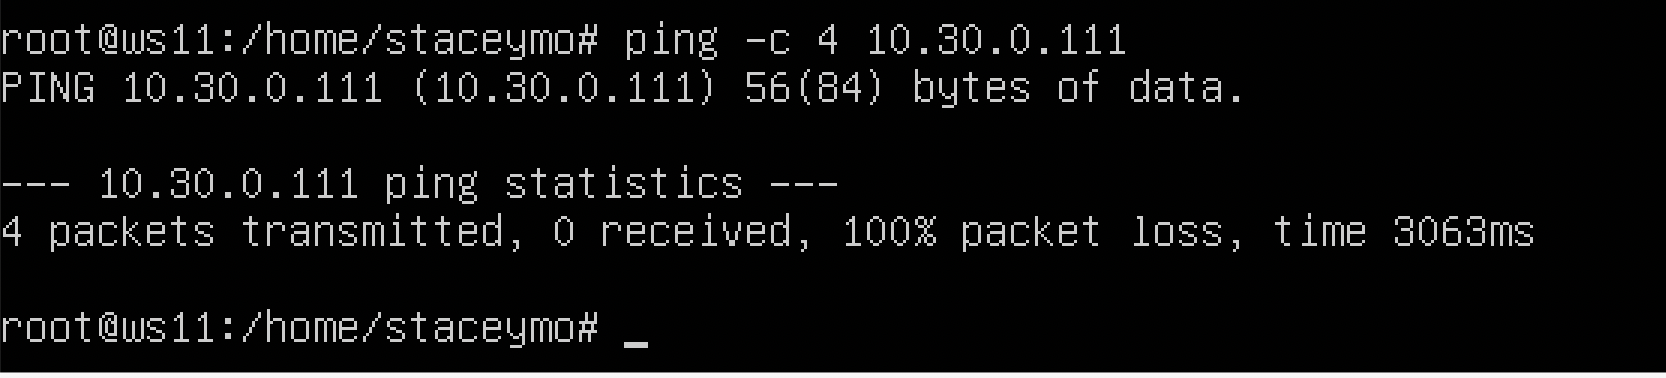 root@ws11:/home/staceymo# ping -c 4 10.30.0.111
PING 10.30.0.111 (10.30.0.111) 56(84) bytes of data.
--- 10.30.0.111 ping statistics ---
4 packets transmitted, 0 received, 100% packet loss, time 3063ms
root@ws11:/home/staceymo# _